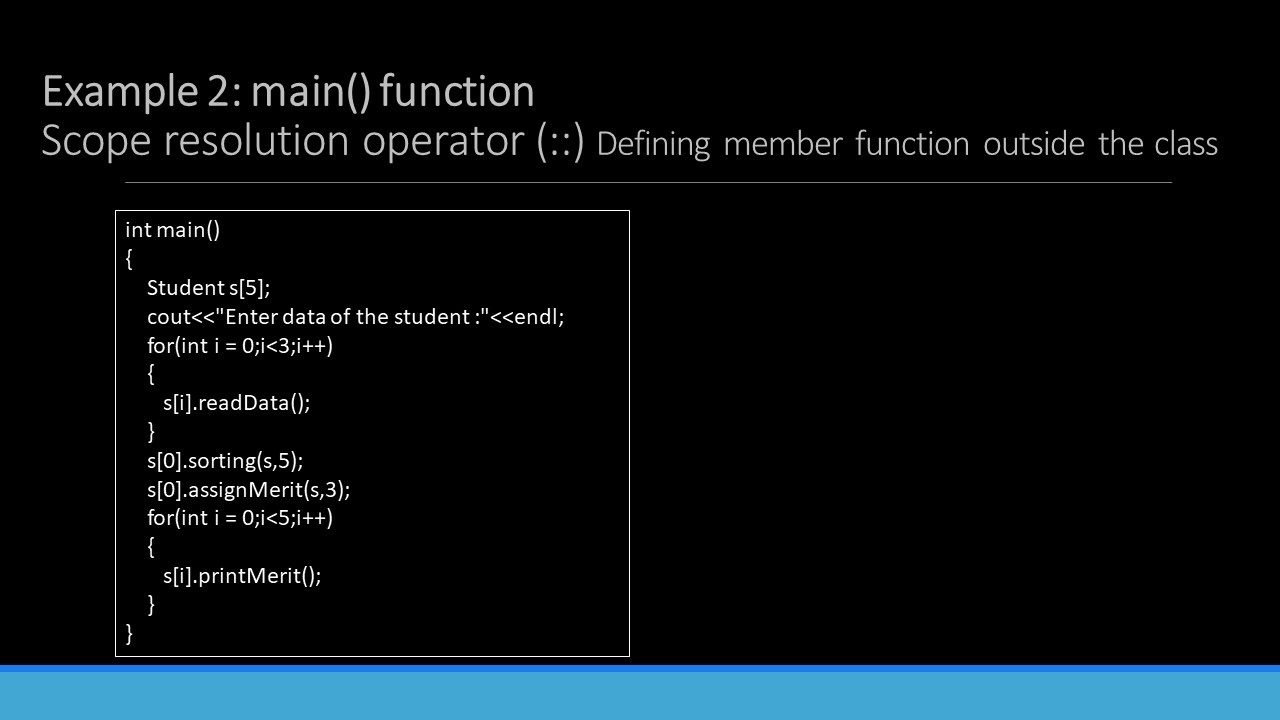 Example 2: main() function
Scope resolution operator (::) Defining member function outside the class
int main()
{
Student s[5];
cout<<"Enter data of the student :"<<endl;
for(int i = 0;i<3;i++)
{
s[i].readData();
}
s[0].sorting(s,5);
s[0].assignMerit(s,3);
for(int i = 0;i<5;i++)
{
s[i].printMerit();
}
}